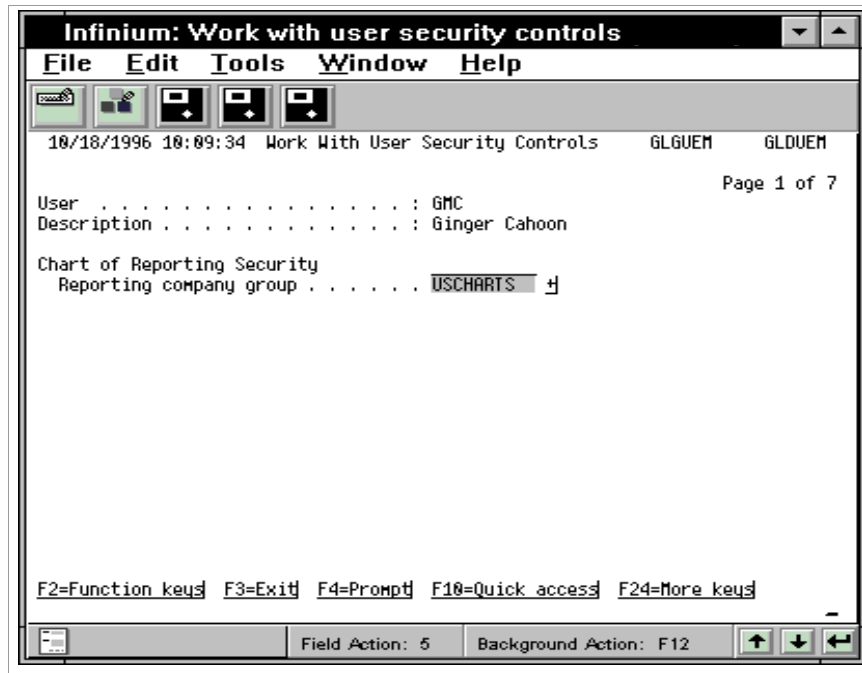 Infinium: Work with user security controls
File Edit Tools Window Help
10/18/1996 10:09:34 Work With User Security Controls GLGUEM GLDUEM
Page 1 of 7
User . . . . . . . . . . . . . . . : GMC
Description . . . . . . . . . . . . : Ginger Cahoon
Chart of Reporting Security
Reporting company group . . . . . . USCHARTS +
F2=Function keys F3=Exit F4=Prompt F10=Quick access F24=More keys
Field Action: 5 Background Action: F12